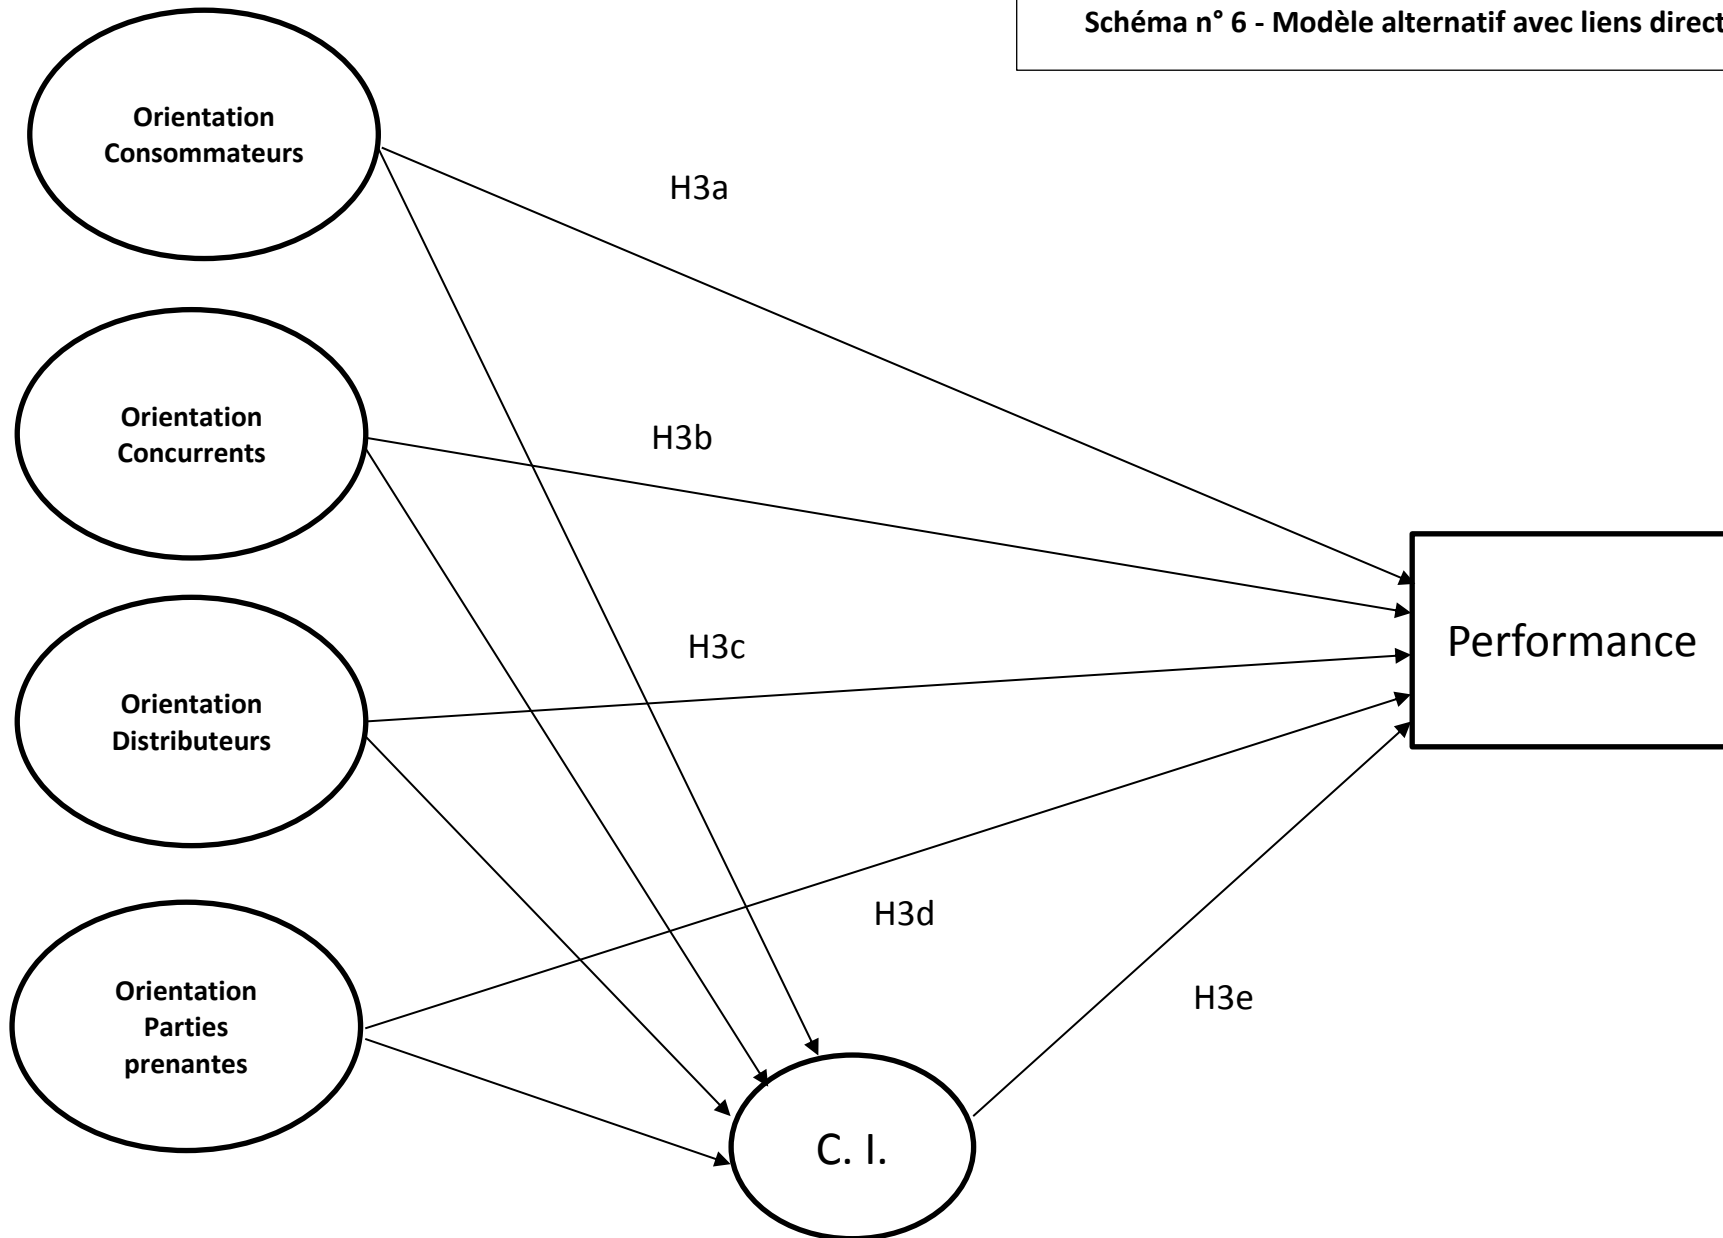 Schéma n° 6 - Modèle alternatif avec liens direct
Orientation
Consommateurs
H3a
Orientation
Concurrents
H3b
H3c
Performance
Orientation
Distributeurs
H3d
Orientation
Parties
prenantes
H3e
C. I.